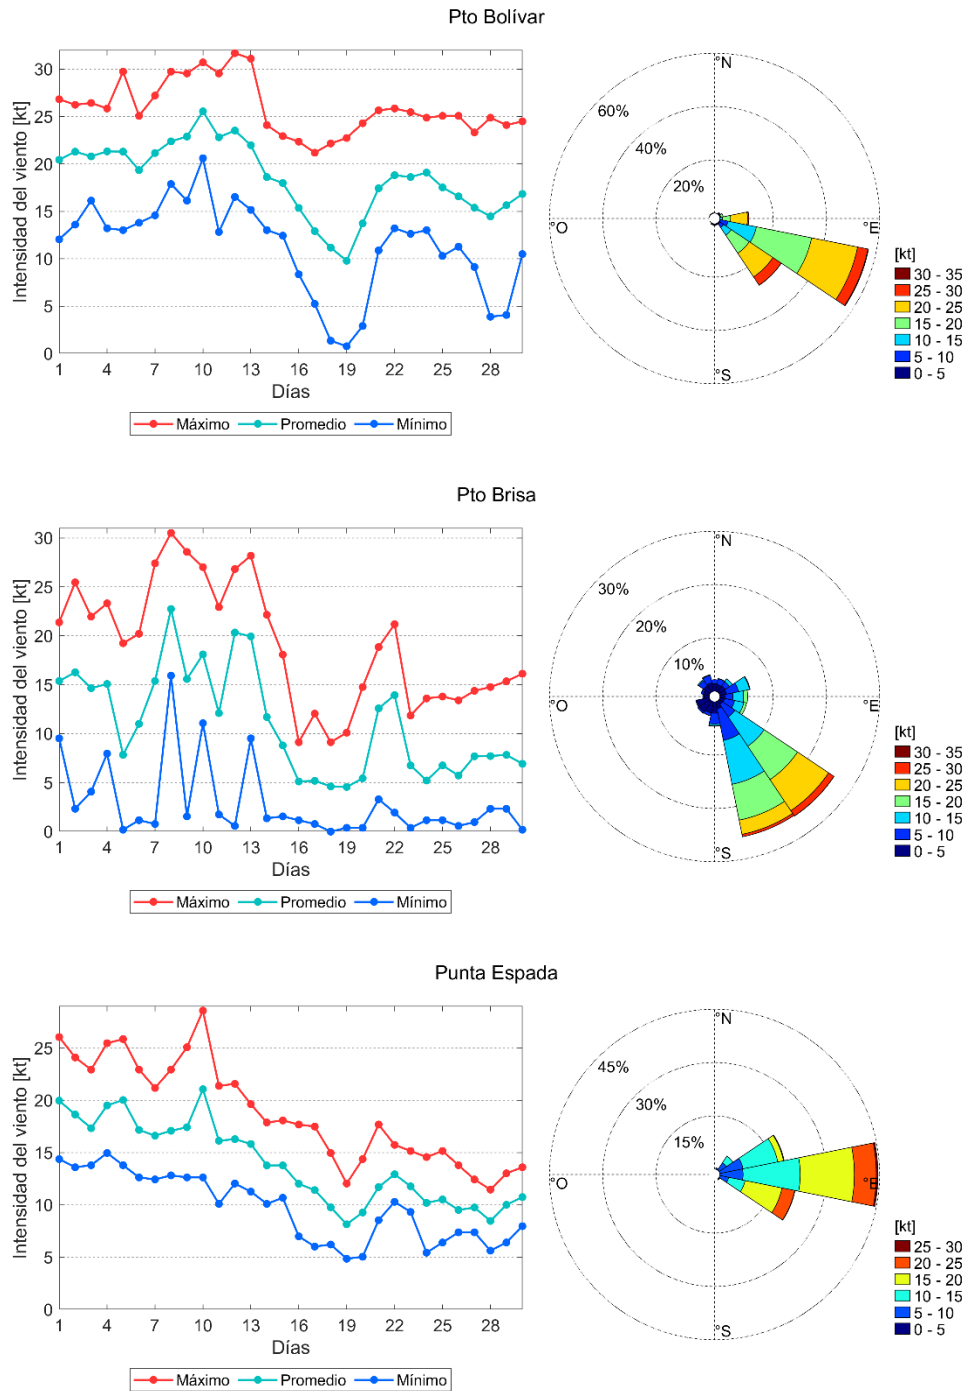 Pto Bolívar
Intensidad del viento [kt]
30
25
20
15
10
5
0
1 4 7 10 13 16 19 22 25 28
Días
Máximo Promedio Mínimo
°N
60%
40%
20%
°O
°E
°S
[kt]
30 - 35
25 - 30
20 - 25
15 - 20
10 - 15
5 - 10
0 - 5
Pto Brisa
Intensidad del viento [kt]
30
25
20
15
10
5
0
1 4 7 10 13 16 19 22 25 28
Días
Máximo Promedio Mínimo
°N
30%
20%
10%
°O
°E
°S
[kt]
30 - 35
25 - 30
20 - 25
15 - 20
10 - 15
5 - 10
0 - 5
Punta Espada
Intensidad del viento [kt]
25
20
15
10
5
0
1 4 7 10 13 16 19 22 25 28
Días
Máximo Promedio Mínimo
°N
45%
30%
15%
°O
°E
°S
[kt]
25 - 30
20 - 25
15 - 20
10 - 15
5 - 10
0 - 5